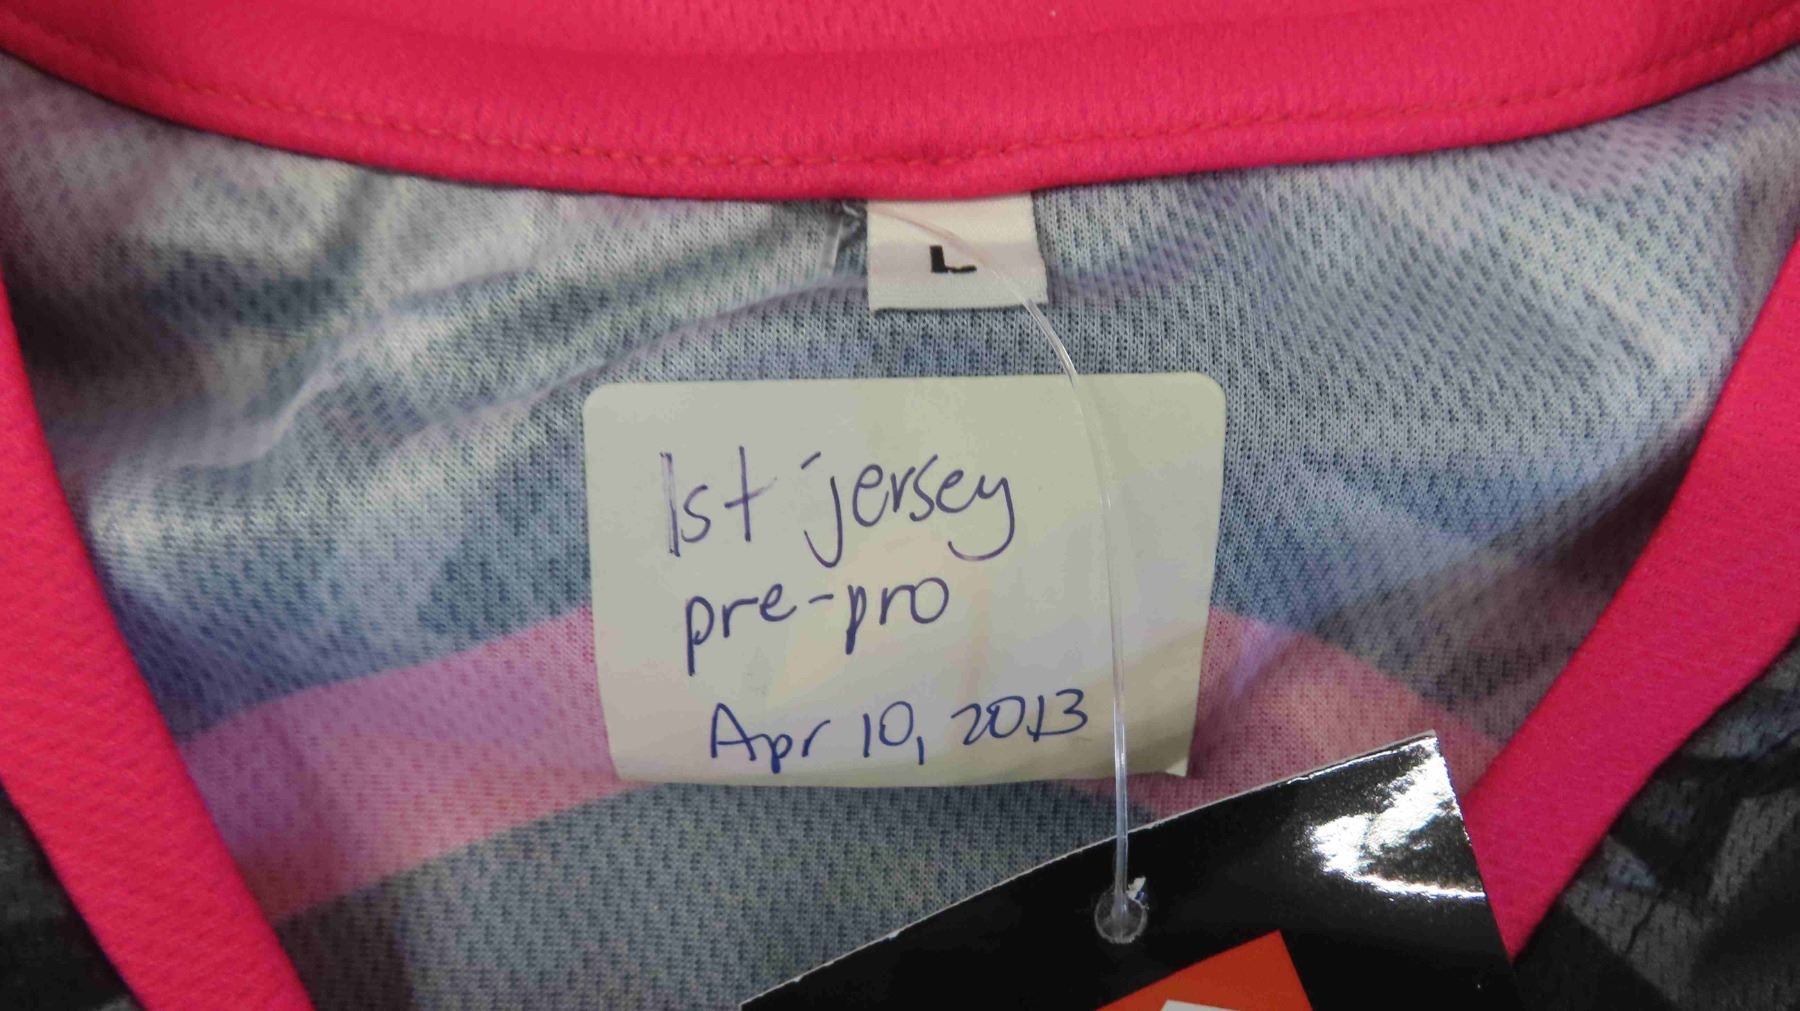 L
1st jersey
pre-pro
Apr 10, 2013